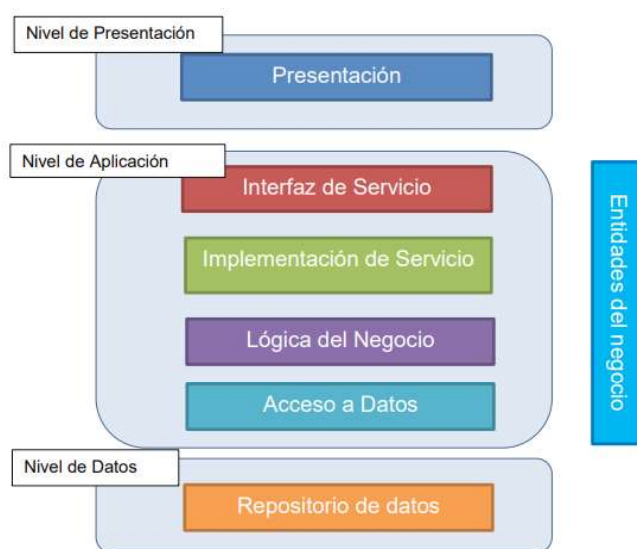 Nivel de Presentación
Presentación
Nivel de Aplicación
Interfaz de Servicio
Implementación de Servicio
Lógica del Negocio
Acceso a Datos
Entidades del negocio
Nivel de Datos
Repositorio de datos